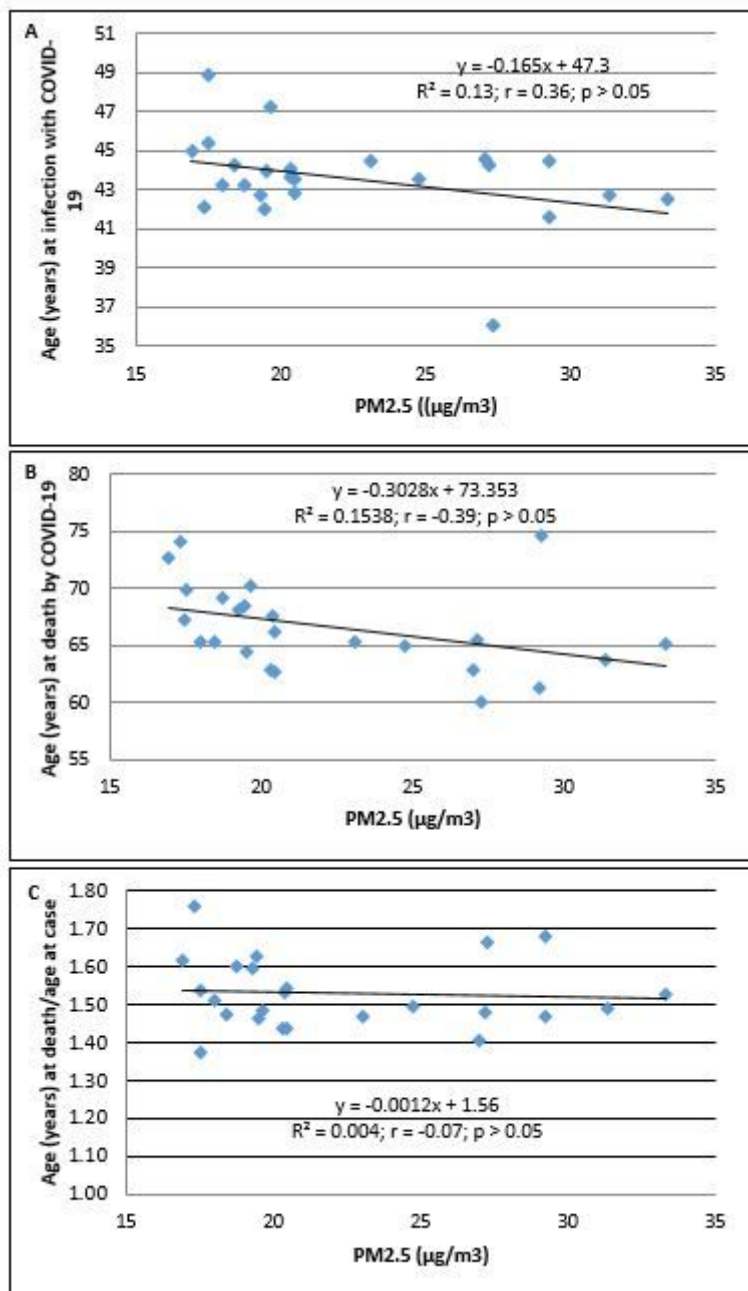 A
Age (years) at infection with COVID-
19
51
49
47
45
43
41
39
37
35
y = -0.165x + 47.3
R² = 0.13; r = 0.36; p > 0.05
15 20 25 30 35
PM2.5 ((µg/m3)
B
Age (years) at death by COVID-19
80
75
70
65
60
55
y = -0.3028x + 73.353
R² = 0.1538; r = -0.39; p > 0.05
15 20 25 30 35
PM2.5 (µg/m3)
C
Age (years) at death/age at case
1.80
1.70
1.60
1.50
1.40
1.30
1.20
1.10
1.00
y = -0.0012x + 1.56
R² = 0.004; r = -0.07; p > 0.05
15 20 25 30 35
PM2.5 (µg/m3)